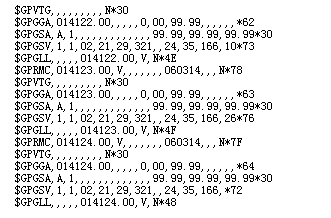 $GPVTG,,,,,,,,,N*30
$GPGGA,014122.00,,,,,0,00,99.99,,,,,,*62
$GPGSA,A,1,,,,,,,,,,,,,99.99,99.99,99.99*30
$GPGSV,1,1,02,21,29,321,,24,35,166,10*73
$GPGLL,,,,,014122.00,V,N*4E
$GPRMC,014123.00,V,,,,,,,060314,,,N*78
$GPVTG,,,,,,,,,N*30
$GPGGA,014123.00,,,,,0,00,99.99,,,,,,*63
$GPGSA,A,1,,,,,,,,,,,,,99.99,99.99,99.99*30
$GPGSV,1,1,02,21,29,321,,24,35,166,26*76
$GPGLL,,,,,014123.00,V,N*4F
$GPRMC,014124.00,V,,,,,,,060314,,,N*7F
$GPVTG,,,,,,,,,N*30
$GPGGA,014124.00,,,,,0,00,99.99,,,,,,*64
$GPGSA,A,1,,,,,,,,,,,,,99.99,99.99,99.99*30
$GPGSV,1,1,02,21,29,321,,24,35,166,*72
$GPGLL,,,,,014124.00,V,N*48